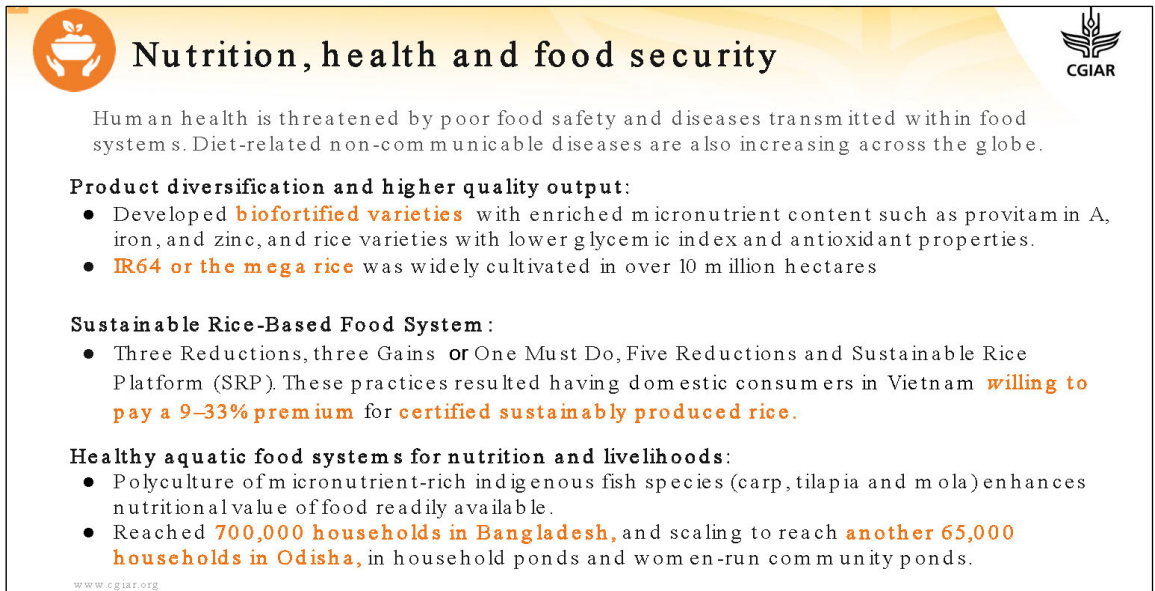 Nutrition, health and food security
CGIAR
Human health is threatened by poor food safety and diseases transmitted within food
systems. Diet-related non-communicable diseases are also increasing across the globe.
Product diversification and higher quality output:
● Developed biofortified varieties with enriched micronutrient content such as provitamin A,
iron, and zinc, and rice varieties with lower glycemic index and antioxidant properties.
● IR64 or the mega rice was widely cultivated in over 10 million hectares
Sustainable Rice-Based Food System:
● Three Reductions, three Gains or One Must Do, Five Reductions and Sustainable Rice
Platform (SRP). These practices resulted having domestic consumers in Vietnam willing to
pay a 9–33% premium for certified sustainably produced rice.
Healthy aquatic food systems for nutrition and livelihoods:
● Polyculture of micronutrient-rich indigenous fish species (carp, tilapia and mola) enhances
nutritional value of food readily available.
● Reached 700,000 households in Bangladesh, and scaling to reach another 65,000
households in Odisha, in household ponds and women-run community ponds.
www.cgiar.org